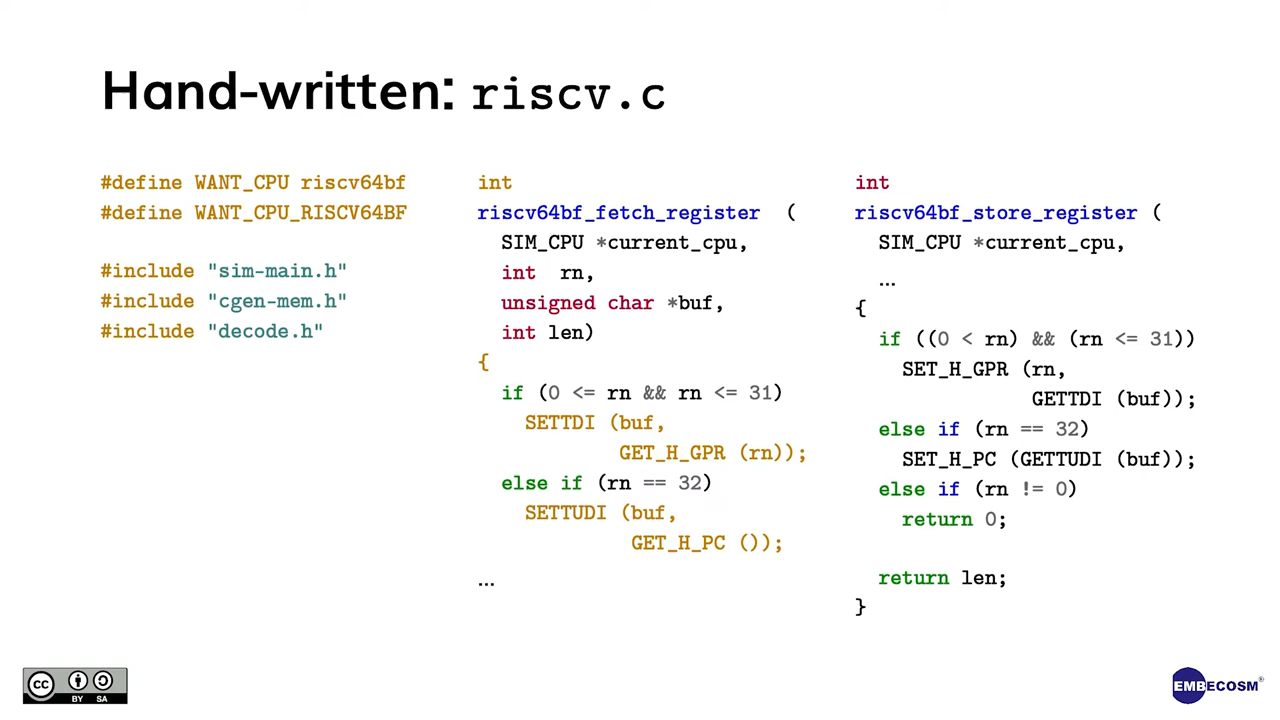 Hand-written: riscv.c
#define WANT_CPU riscv64bf
#define WANT_CPU_RISCV64BF
#include "sim-main.h"
#include "cgen-mem.h"
#include "decode.h"
int
riscv64bf_fetch_register (
SIM_CPU *current_cpu,
int rn,
unsigned char *buf,
int len)
{
if (0 <= rn && rn <= 31)
SETTDI (buf,
GET_H_GPR (rn));
else if (rn == 32)
SETTUDI (buf,
GET_H_PC ());
...
int
riscv64bf_store_register (
SIM_CPU *current_cpu,
...
{
if ((0 < rn) && (rn <= 31))
SET_H_GPR (rn,
GETTDI (buf));
else if (rn == 32)
SET_H_PC (GETTUDI (buf));
else if (rn != 0)
return 0;
return len;
}
cc
BY SA
EMBECOSM®